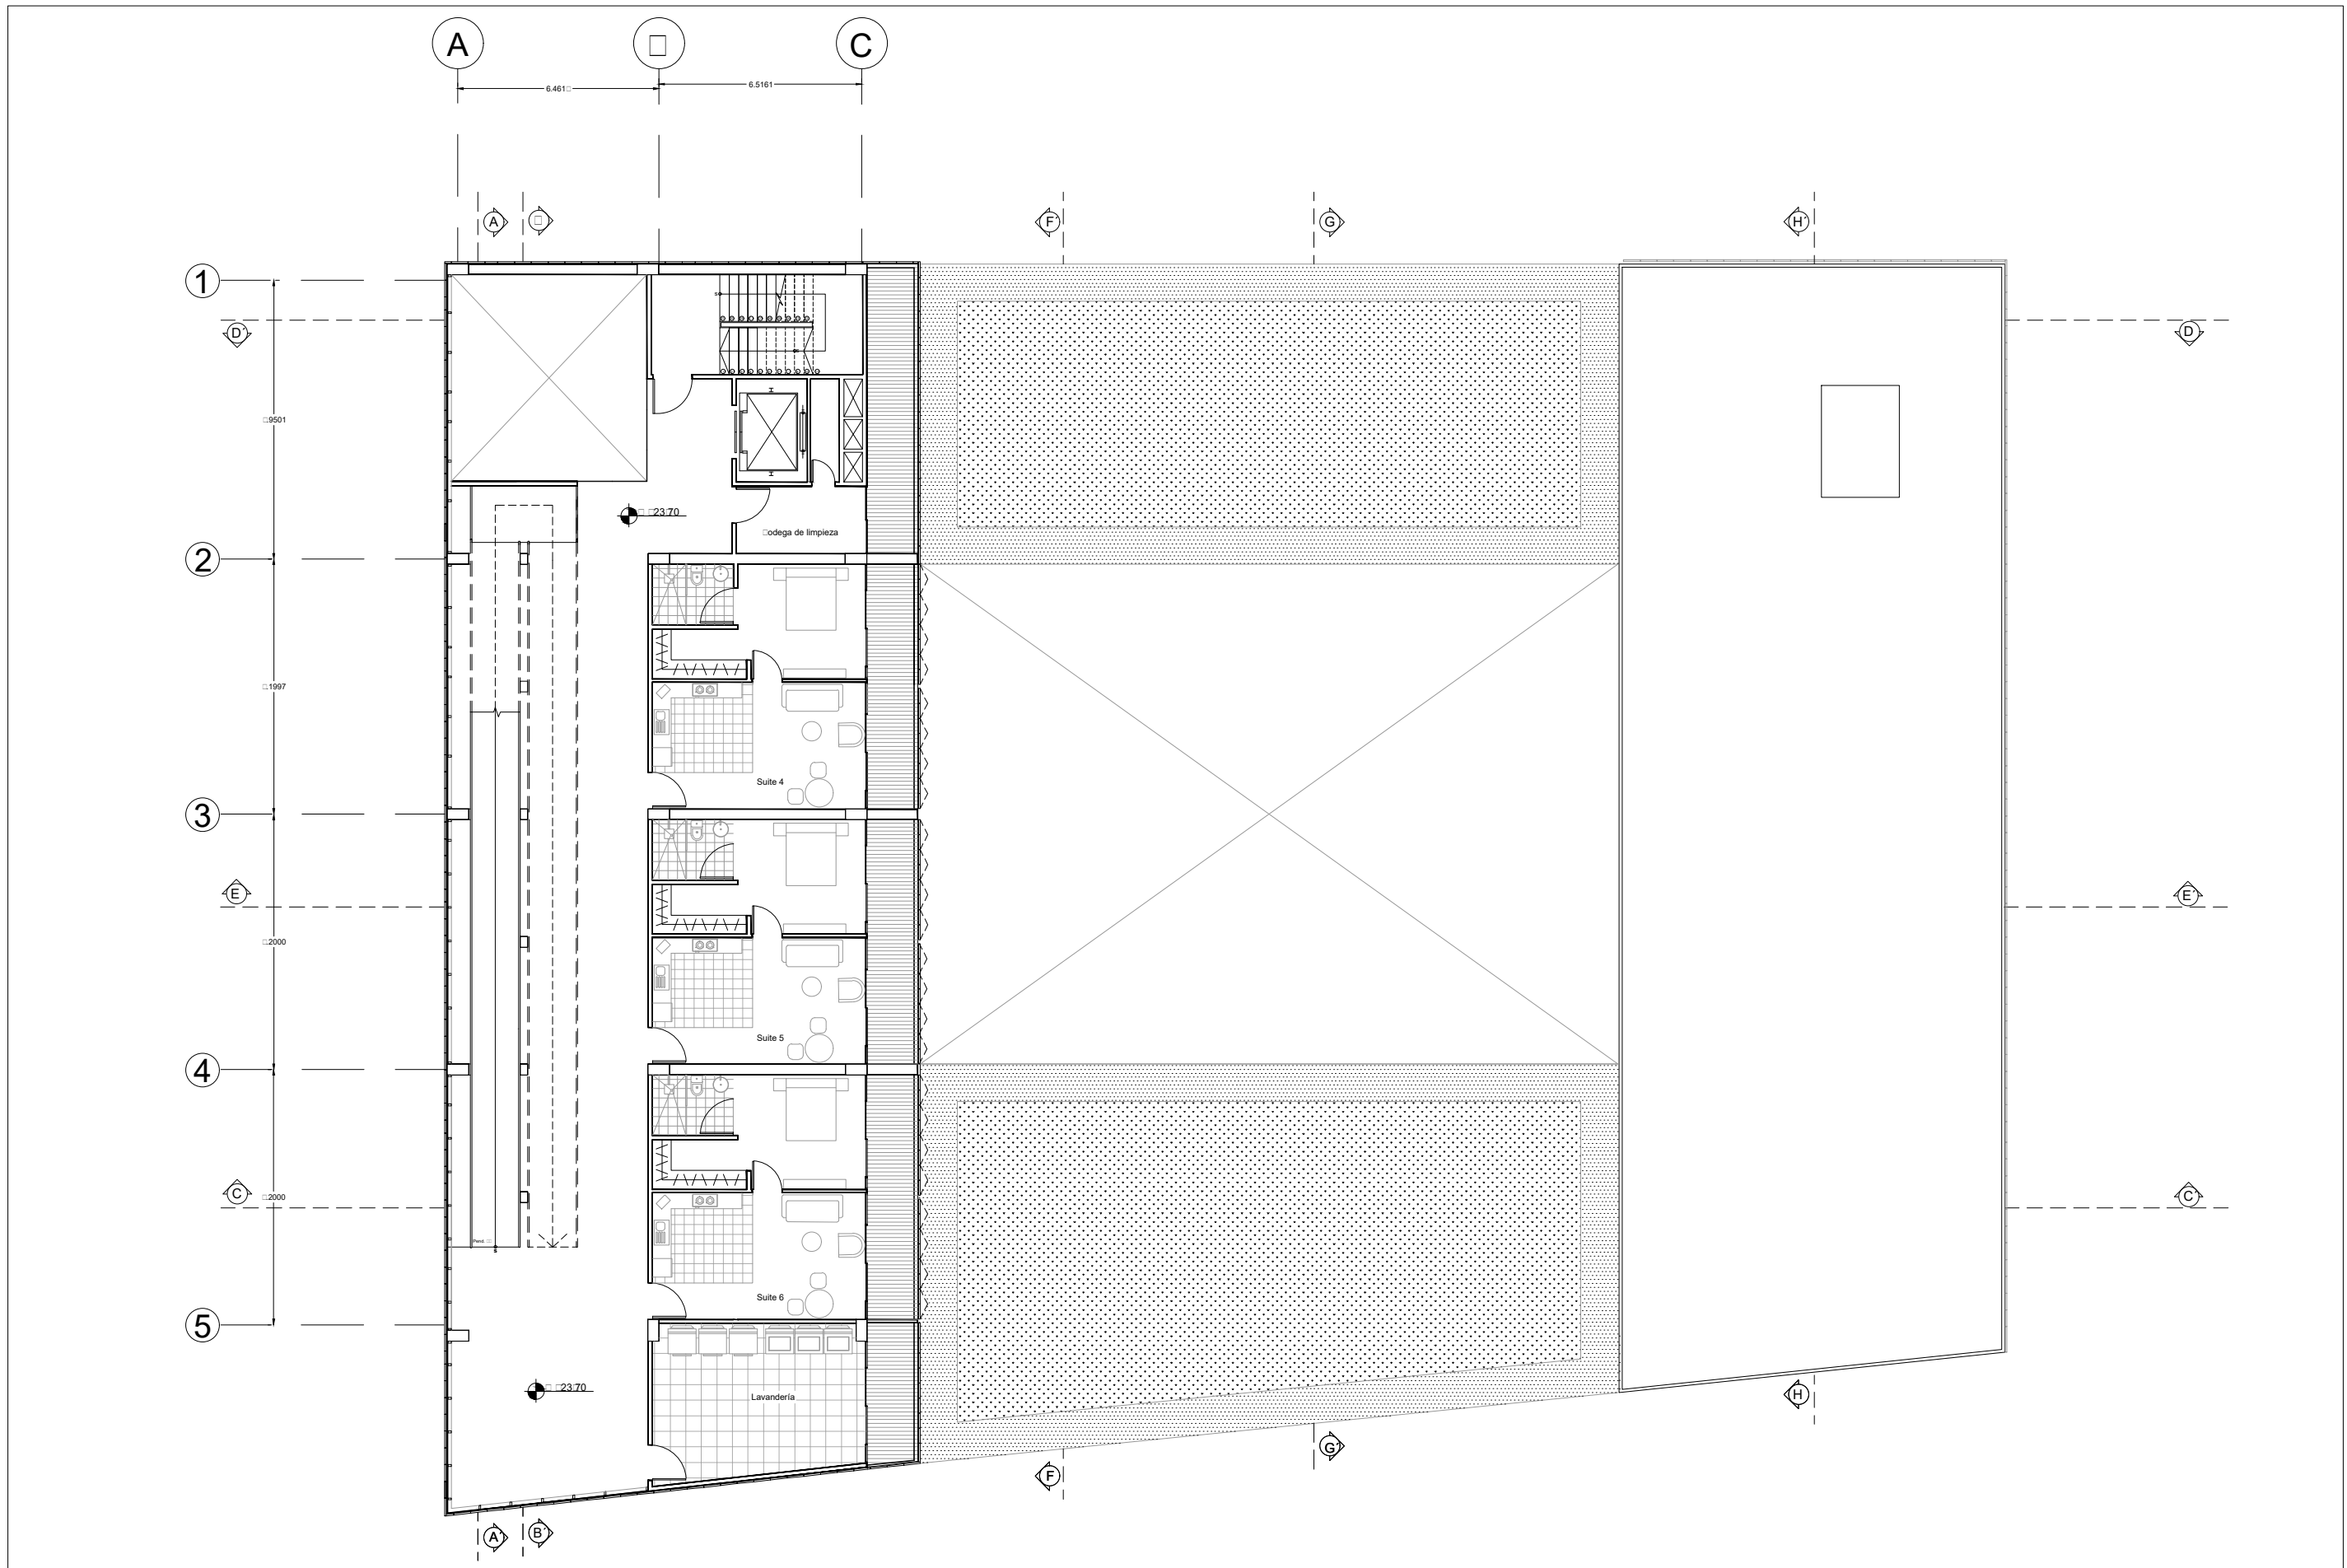 A □ C
6.461□ 6.5161
A □ F´ G H´
1
D´ D
S
□.9501
□ □23□70
□odega de limpieza
2
□.1997
Suite 4
3
E E´
□.2000
Suite 5
4
C □.2000 C´
Pend. □□
Suite 6
5
□ □23□70
Lavandería
H
G´
F
A´ B´